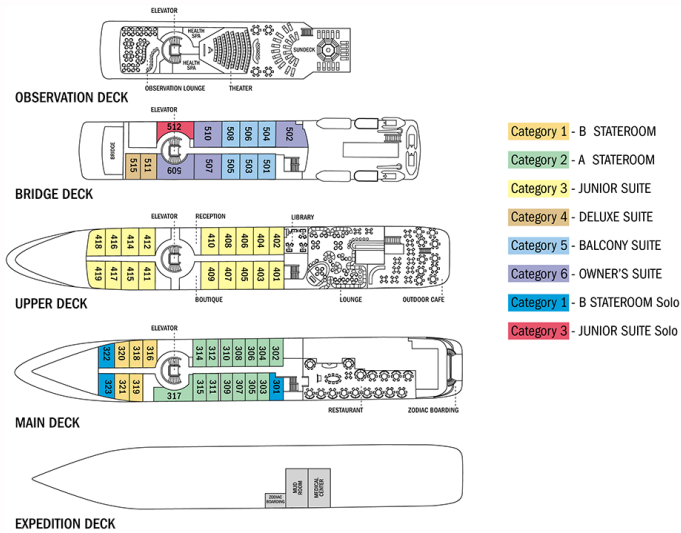 ELEVATOR
HEALTH
SPA
HEALTH
SPA
SUNDECK
OBSERVATION LOUNGE
THEATER
OBSERVATION DECK
ELEVATOR
BRIDGE
512
510
508
506
504
502
515
511
509
507
505
503
501
BRIDGE DECK
ELEVATOR
RECEPTION
LIBRARY
418
416
414
412
410
408
406
404
402
419
417
415
411
409
407
405
403
401
BOUTIQUE
LOUNGE
OUTDOOR CAFE
UPPER DECK
ELEVATOR
322
320
318
316
314
312
310
308
306
304
302
323
321
319
317
315
311
309
307
305
303
301
RESTAURANT
ZODIAC BOARDING
MAIN DECK
ZODIAC
BOARDING
MUD
ROOM
MEDICAL
CENTER
EXPEDITION DECK
Category 1 - B STATEROOM
Category 2 - A STATEROOM
Category 3 - JUNIOR SUITE
Category 4 - DELUXE SUITE
Category 5 - BALCONY SUITE
Category 6 - OWNER'S SUITE
Category 1 - B STATEROOM Solo
Category 3 - JUNIOR SUITE Solo